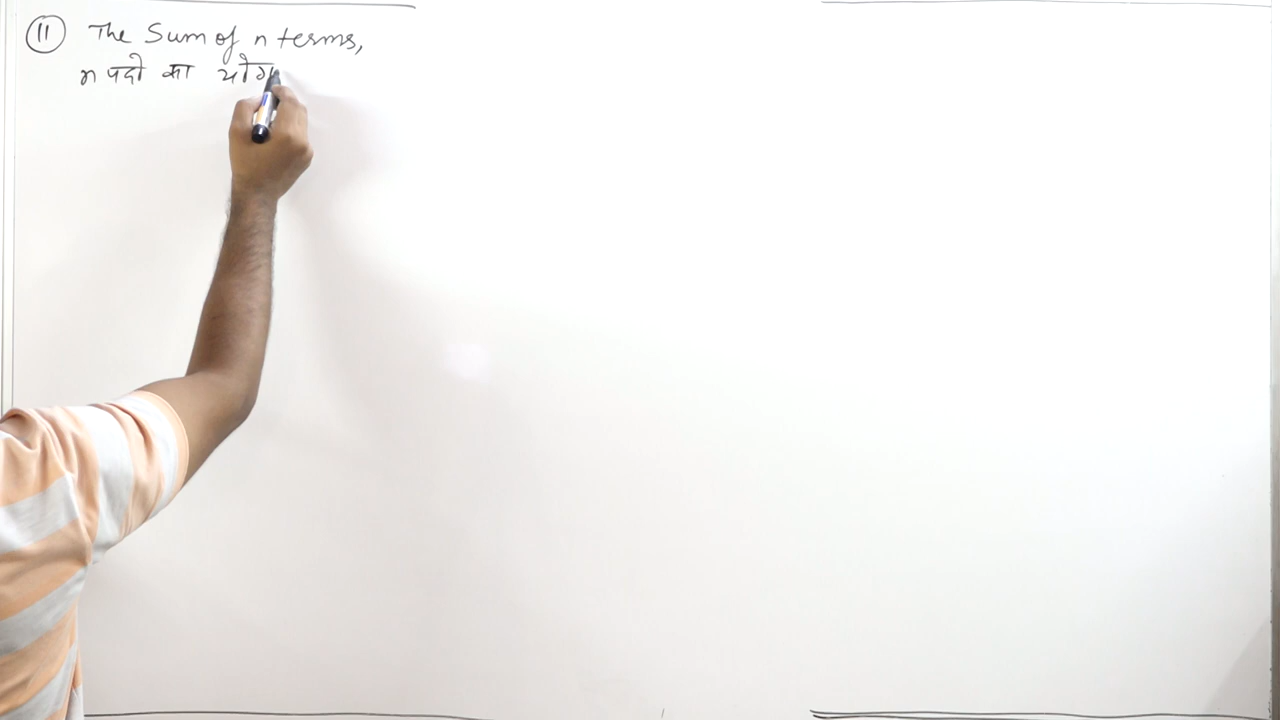 11 The Sum of n terms,
n पदो का योग